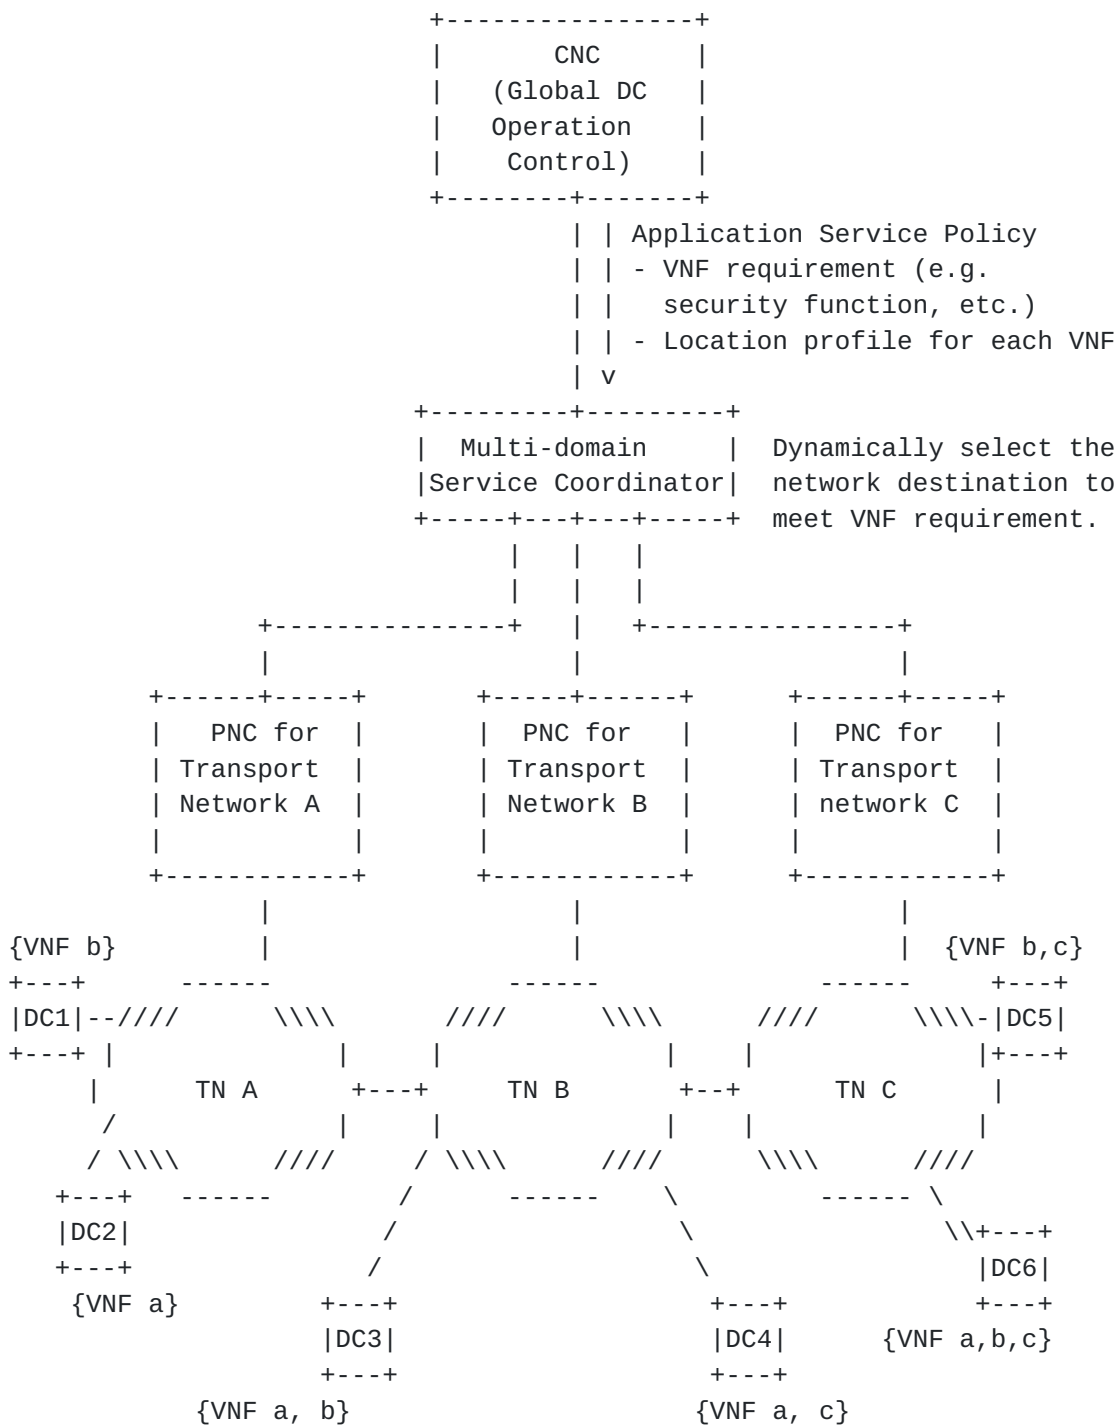 CNC
(Global DC
Operation
Control)
Application Service Policy
- VNF requirement (e.g.
security function, etc.)
- Location profile for each VNF
v
Multi-domain
Service Coordinator
Dynamically select the
network destination to
meet VNF requirement.
PNC for
Transport
Network A
PNC for
Transport
Network B
PNC for
Transport
network C
{VNF b}
{VNF b,c}
DC1
DC5
TN A
TN B
TN C
DC2
DC6
{VNF a}
DC3
DC4
{VNF a,b,c}
{VNF a, b}
{VNF a, c}